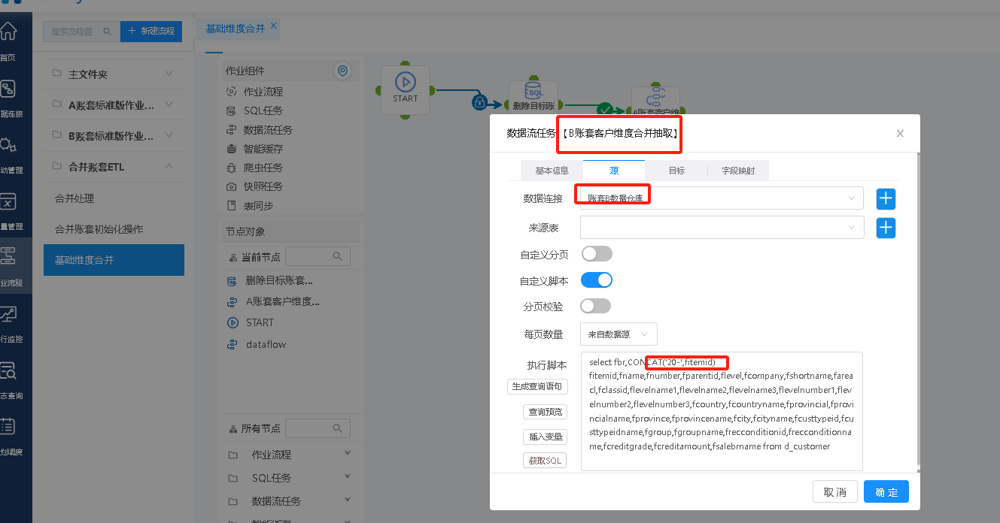 搜索流程图
新建流程
基础维度合并
首页
主文件夹
A账套标准版作业...
B账套标准版作业...
合并账套ETL
合并处理
合并账套初始化操作
基础维度合并
据连接
动管理
量管理
业流程
行监控
志查询
划调度
作业组件
作业流程
SQL任务
数据流任务
智能缓存
爬虫任务
快照任务
表同步
节点对象
当前节点
删除目标账套...
A账套客户维度...
START
dataflow
所有节点
作业流程
SQL任务
数据流任务
智能缓存
START
SQL
删除目标账
A账套客户维
数据流任务【B账套客户维度合并抽取】
基本信息
源
目标
字段映射
数据连接
账套B数据仓库
来源表
自定义分页
自定义脚本
分页校验
每页数量
来自数据源
执行脚本
生成查询语句
查询预览
插入变量
获取SQL
select fbr,CONCAT('20-',fitemid)
fitemid,fname,fnumber,fparentid,flevel,fcompany,fshortname,farea
cl,fclassid,flevelname1,flevelname2,flevelname3,flevelnumber1,flev
elnumber2,flevelnumber3,fcountry,fcountryname,fprovincial,fprovi
ncialname,fprovince,fprovincename,fcity,fcityname,fcusttypeid,fcu
sttypeidname,fgroup,fgroupname,frecconditionid,frecconditionna
me,fcreditgrade,fcreditamount,fsalebrname from d_customer
取 消
确 定